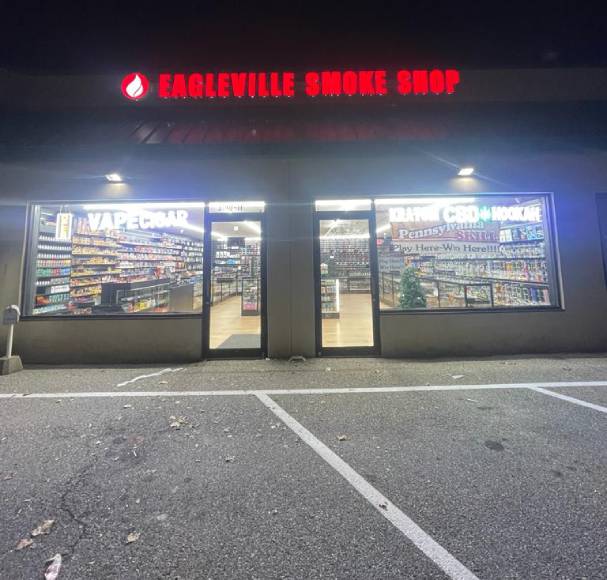 EAGLEVILLE SMOKE SHOP
VAPE CIGAR
KRATOM CBD HOOKAH
Pennsylvania
Play Here-Win Here!!!